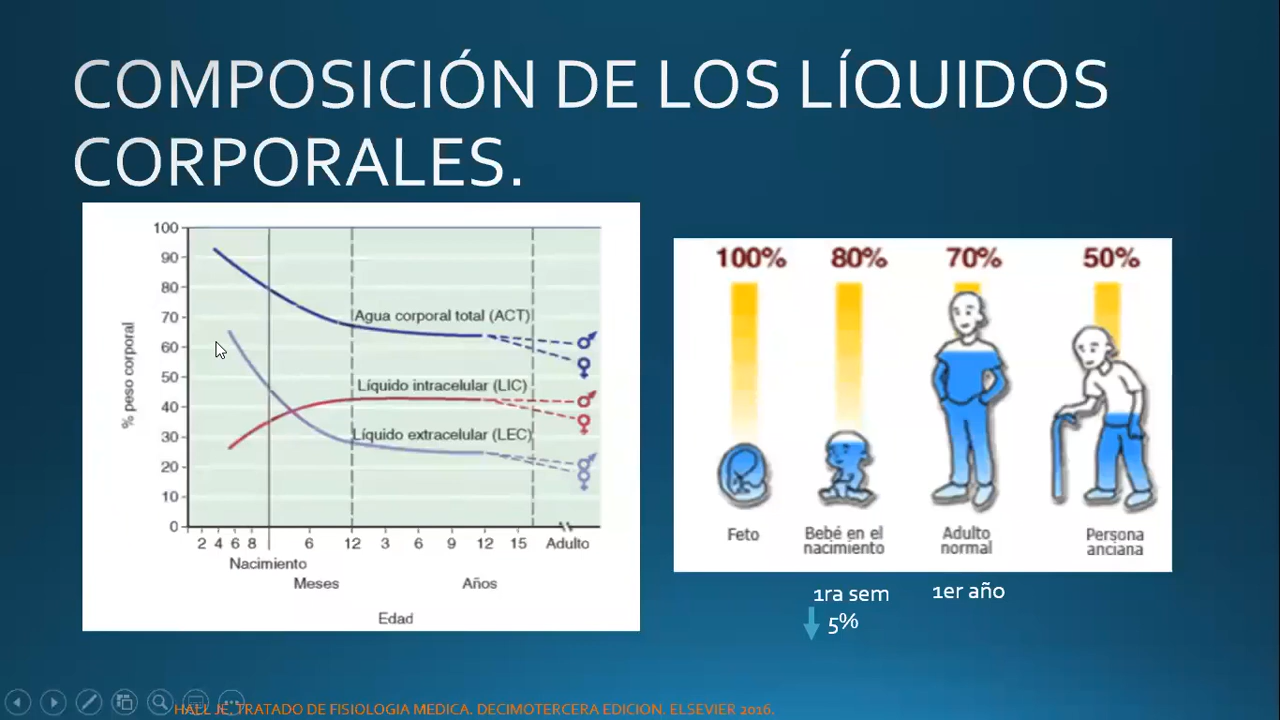 COMPOSICIÓN DE LOS LÍQUIDOS
CORPORALES.
% peso corporal
100
90
80
70
60
50
40
30
20
10
0
Agua corporal total (ACT)
Líquido intracelular (LIC)
Líquido extracelular (LEC)
2 4 6 8 6 12 3 6 9 12 15 Adulto
Nacimiento
Meses Años
Edad
100% 80% 70% 50%
Feto
Bebé en el
nacimiento
Adulto
normal
Persona
anciana
1ra sem 1er año
5%
HALL JE, TRATADO DE FISIOLOGIA MEDICA. DECIMOTERCERA EDICION. ELSEVIER 2016.